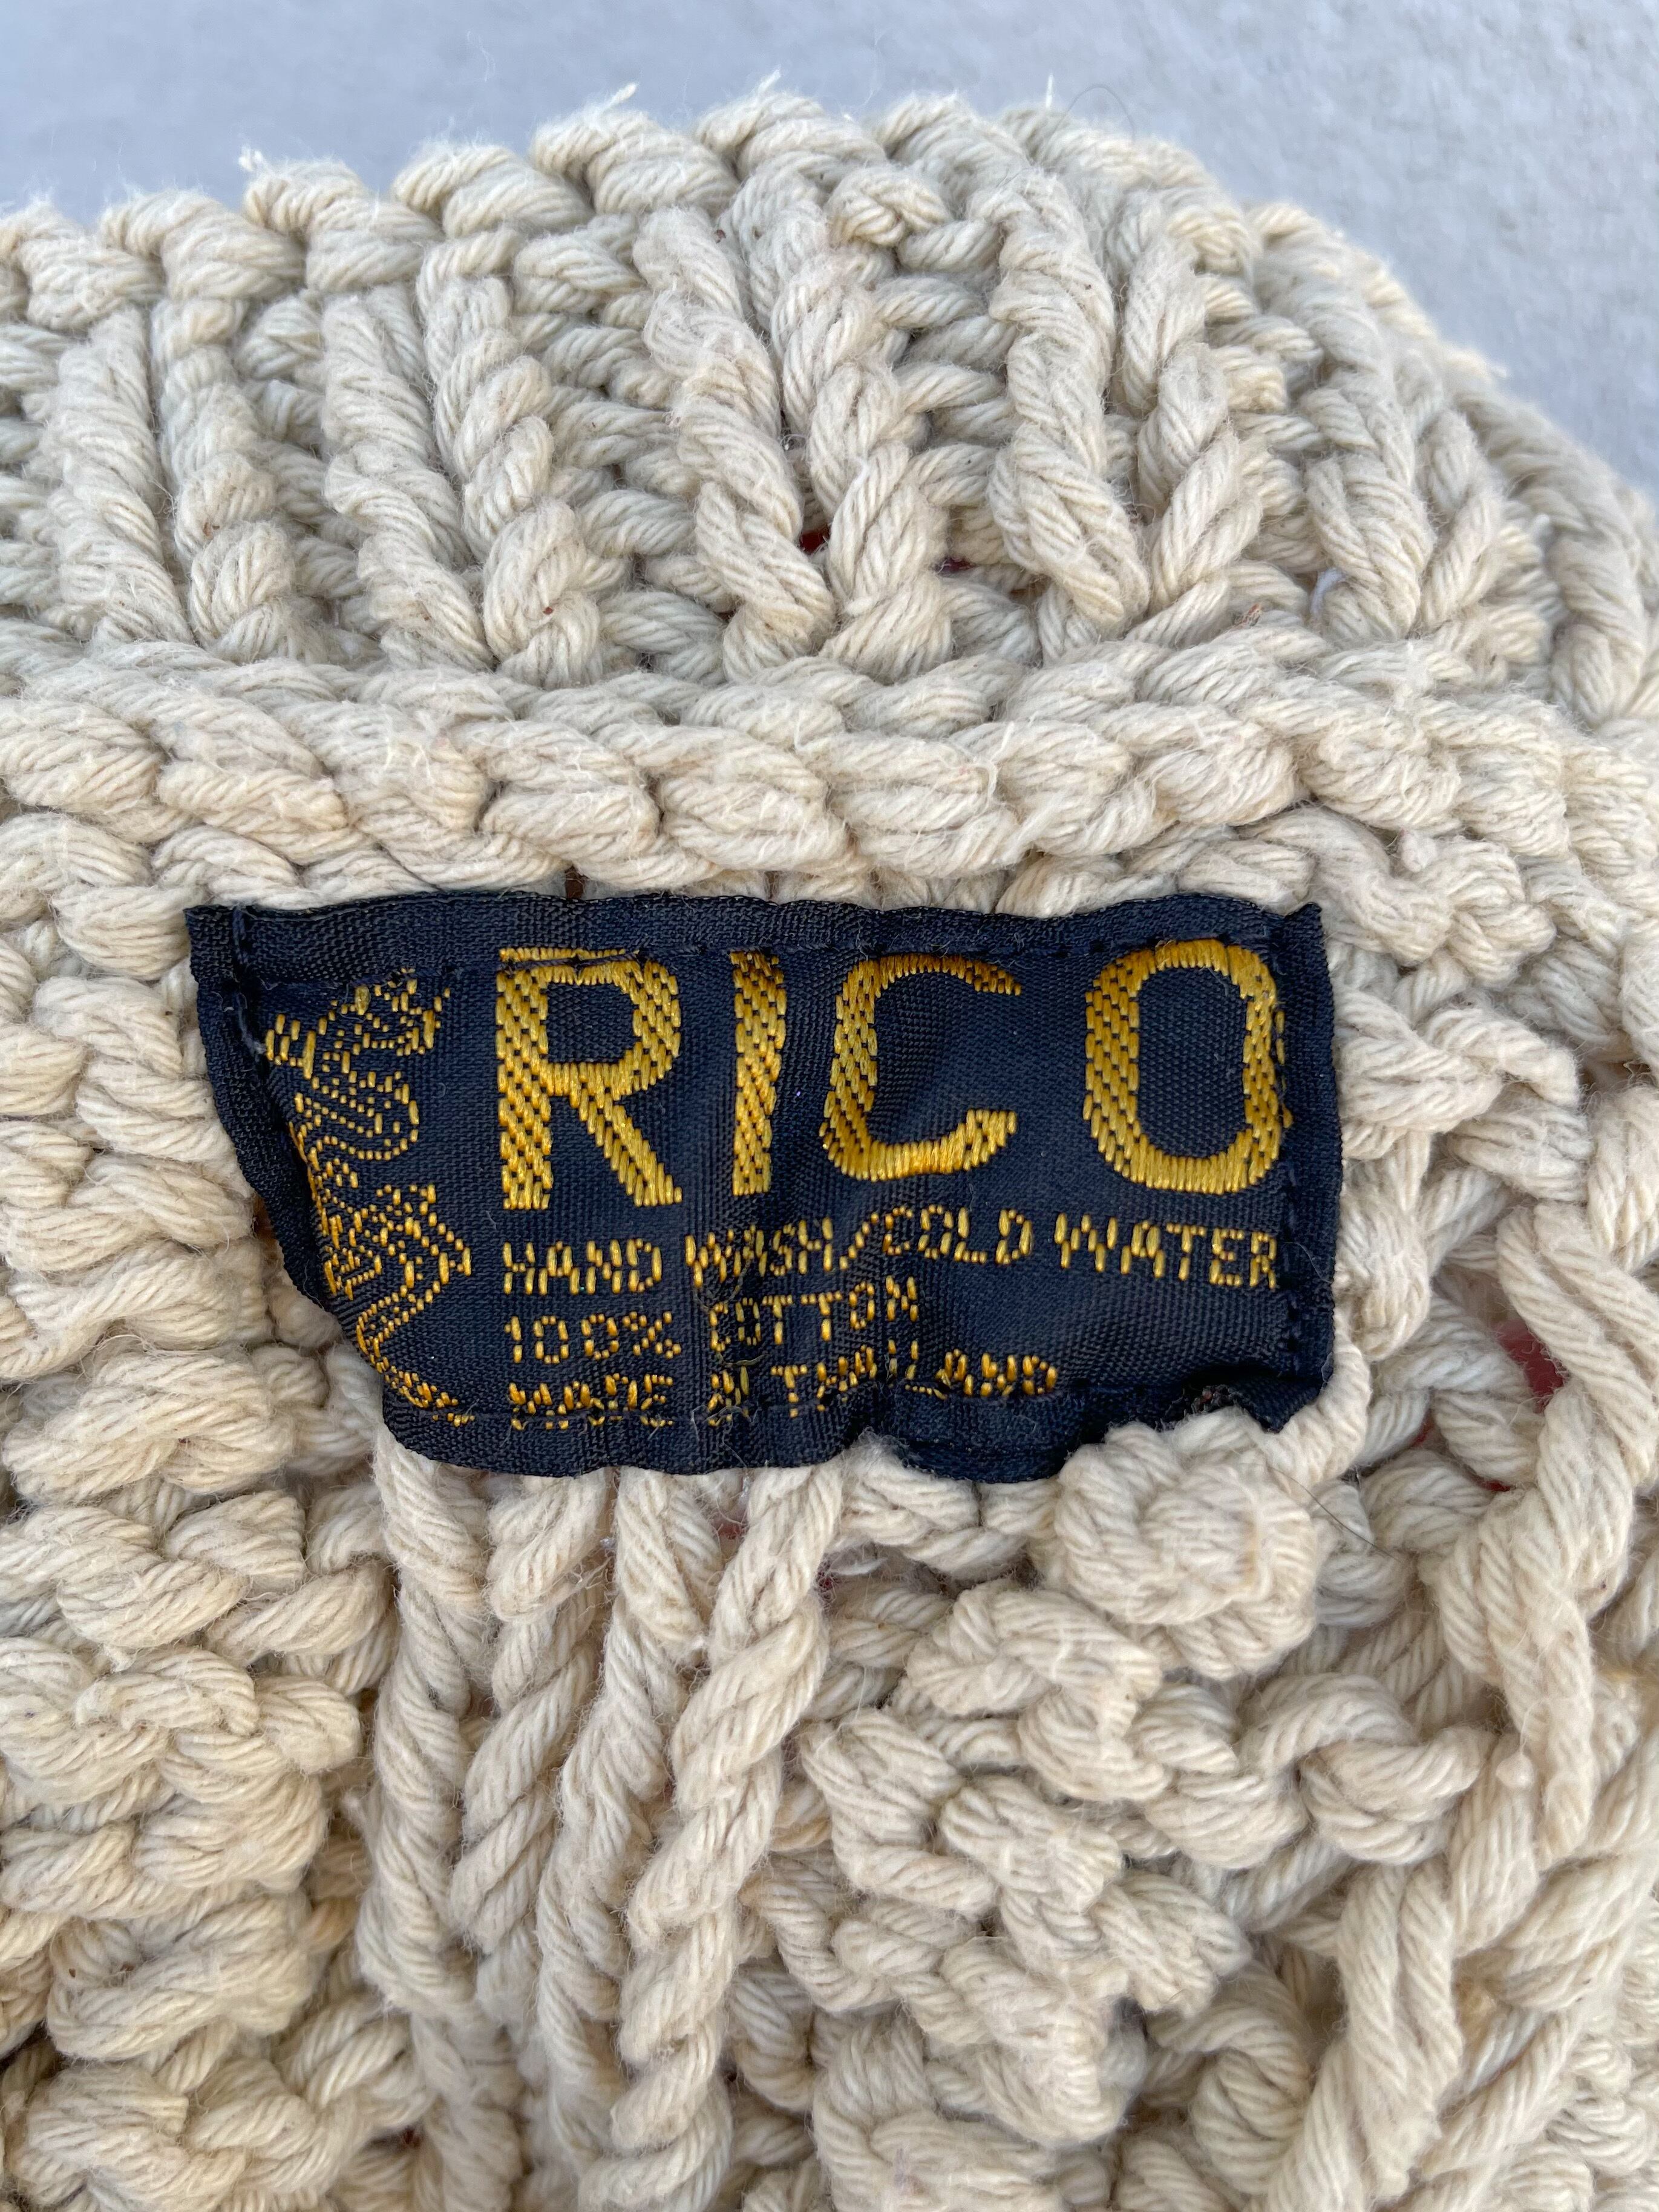 RICO
HAND WASH/COLD WATER
100% COTTON
MADE IN THAILAND